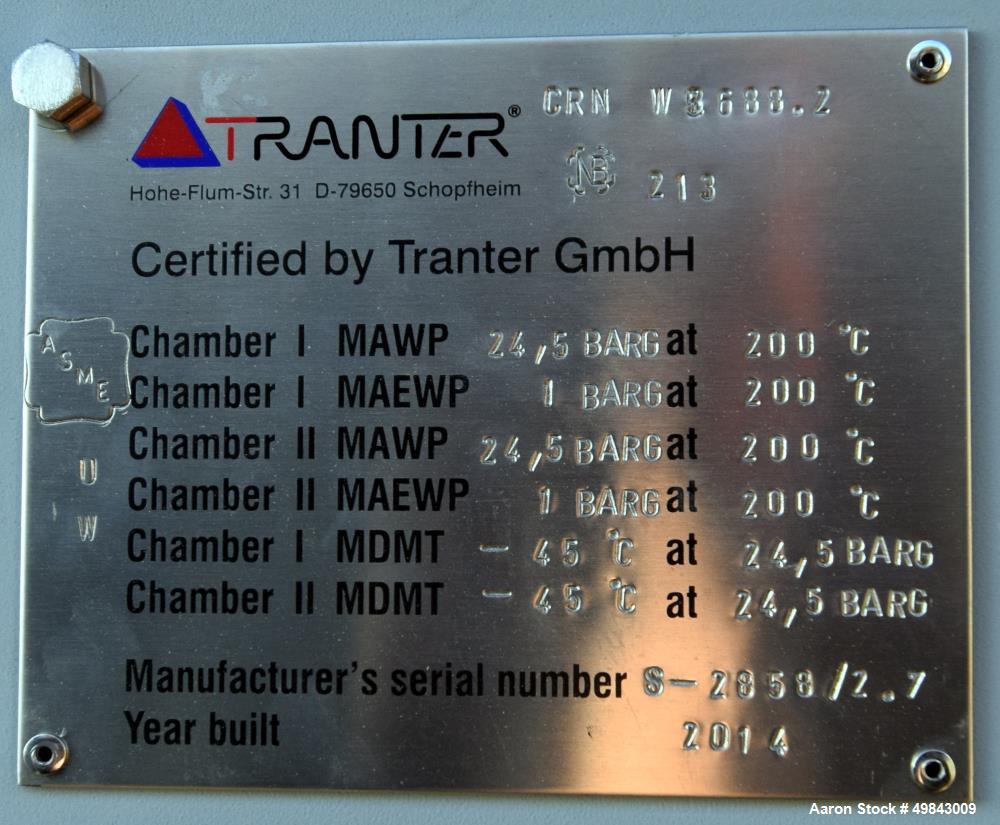 TRANTER® CRN W9688.2
Hohe-Flum-Str. 31 D-79650 Schopfheim NB 213
Certified by Tranter GmbH
ASME
U
W
Chamber I MAWP 24,5 BARG at 200 °C
Chamber I MAEWP 1 BARG at 200 °C
Chamber II MAWP 24,5 BARG at 200 °C
Chamber II MAEWP 1 BARG at 200 °C
Chamber I MDMT - 45 °C at 24,5 BARG
Chamber II MDMT - 45 °C at 24,5 BARG
Manufacturer's serial number S-2858/2.7
Year built 2014
Aaron Stock # 49843009